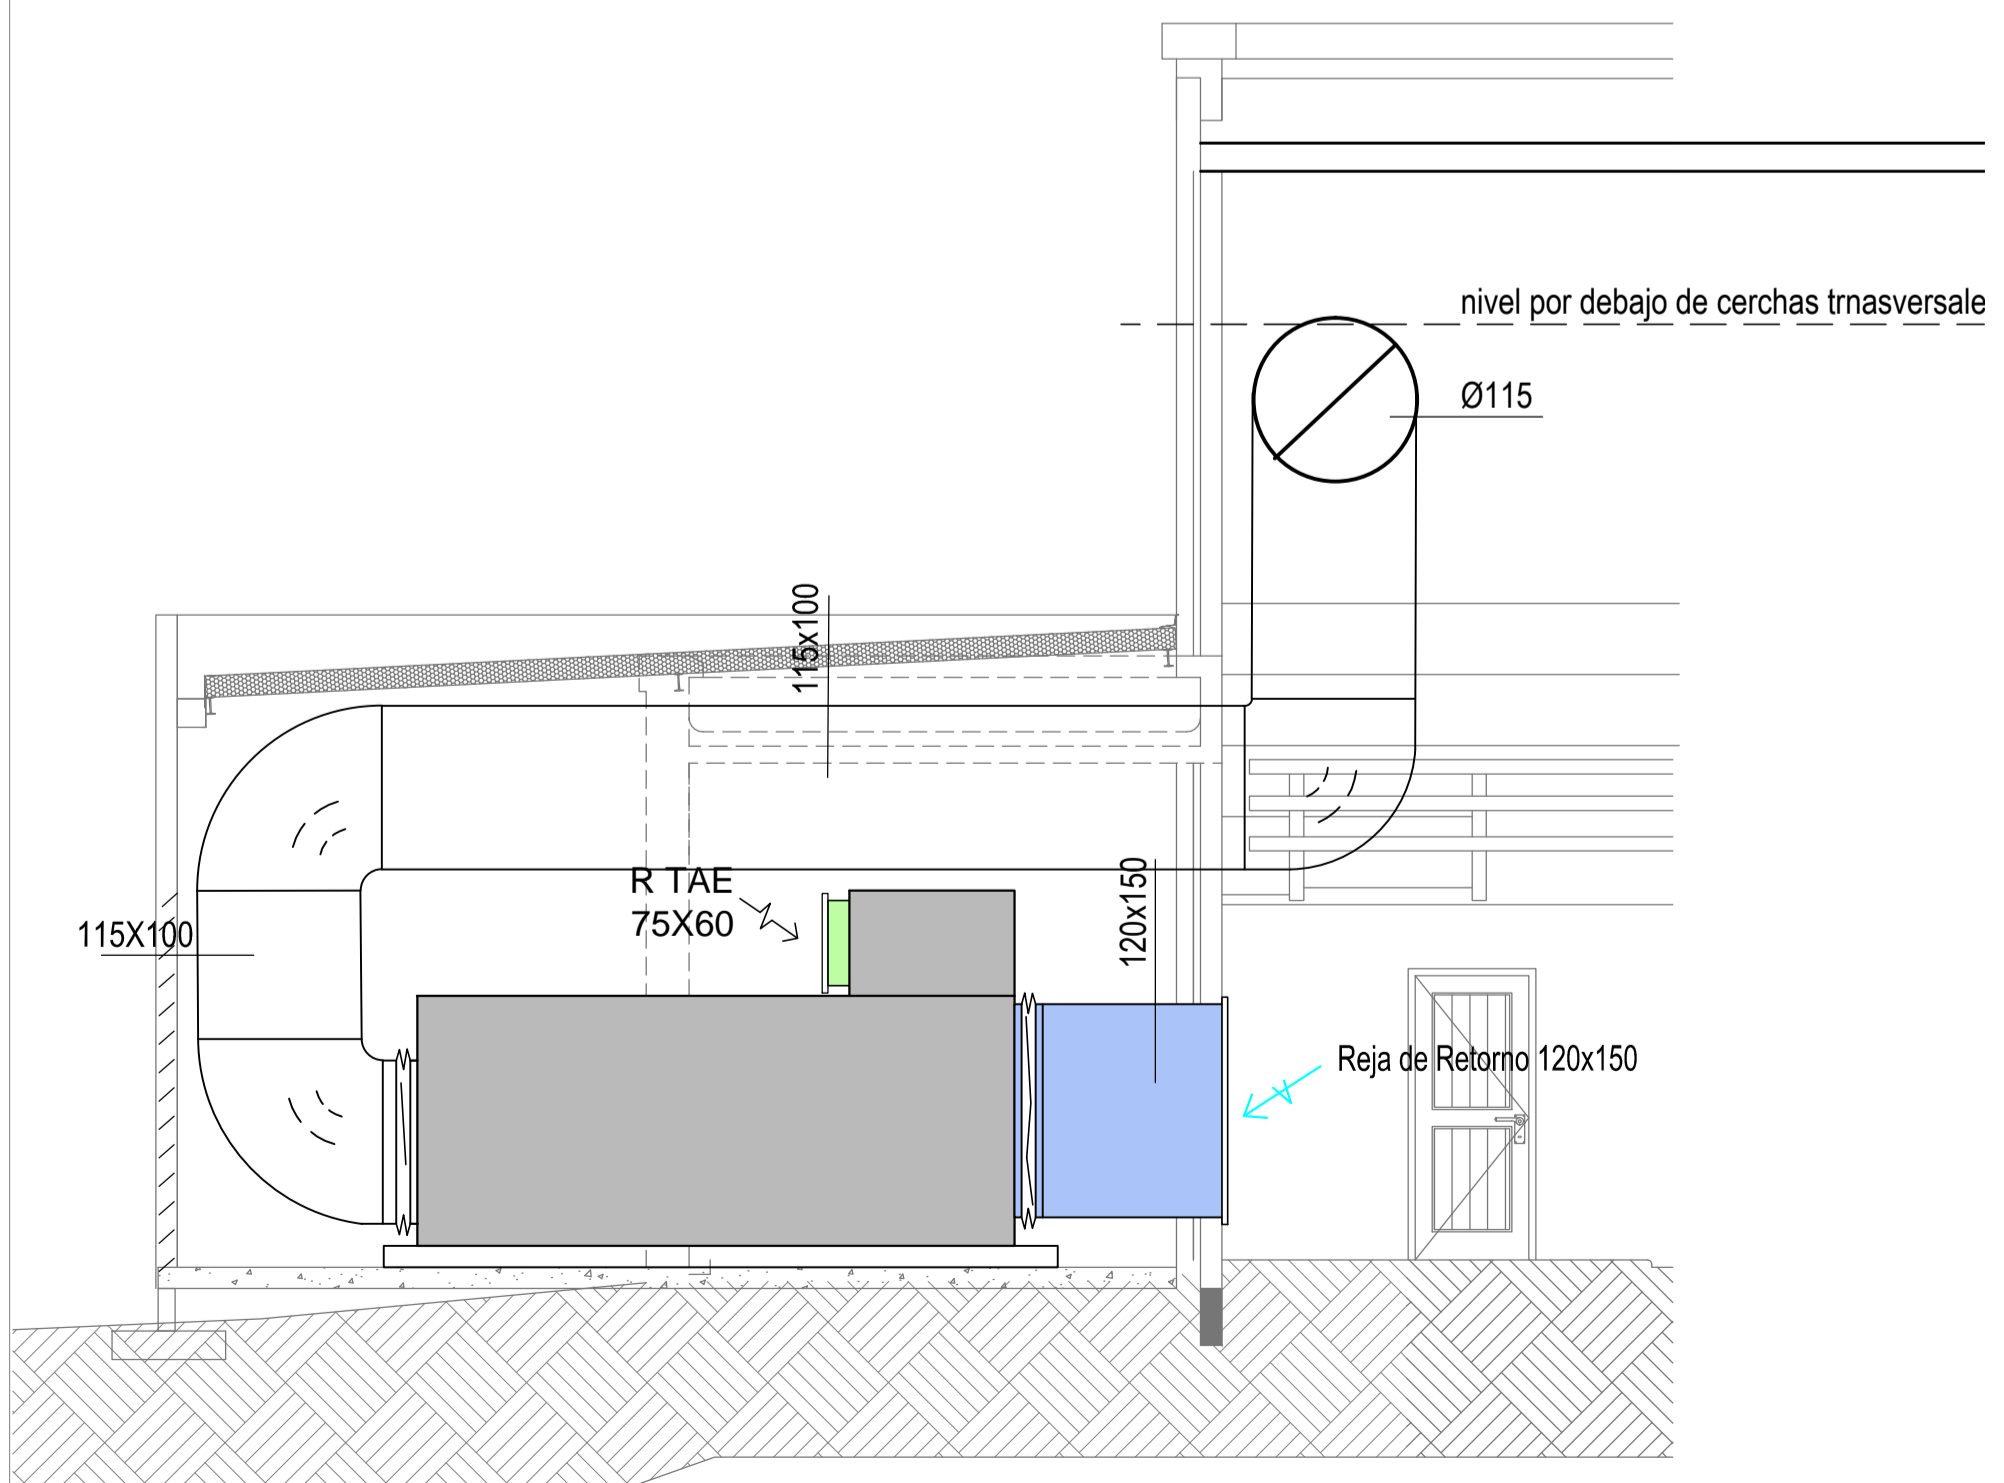 nivel por debajo de cerchas trnasversale
Ø115
115x100
R TAE
75X60
115X100
120x150
Reja de Retorno 120x150